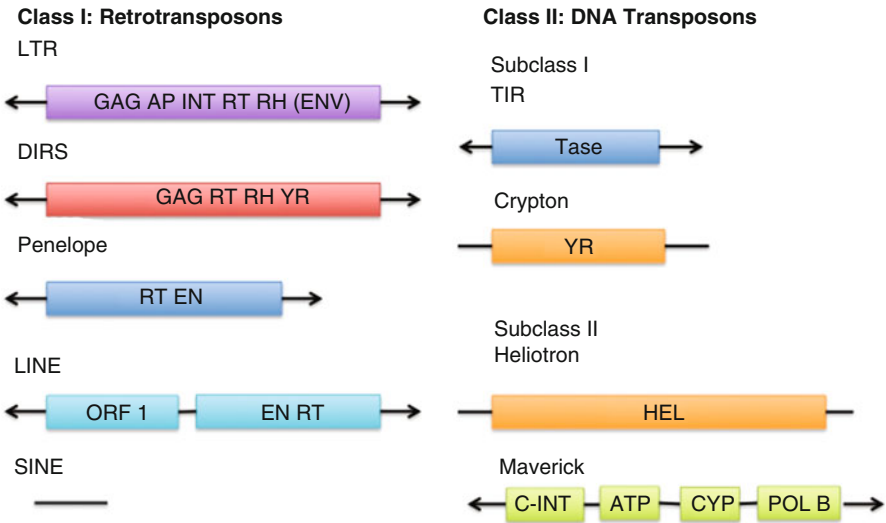 Class I: Retrotransposons
LTR
GAG AP INT RT RH (ENV)
DIRS
GAG RT RH YR
Penelope
RT EN
LINE
ORF 1
EN RT
SINE
Class II: DNA Transposons
Subclass I
TIR
Tase
Crypton
YR
Subclass II
Heliotron
HEL
Maverick
C-INT
ATP
CYP
POL B